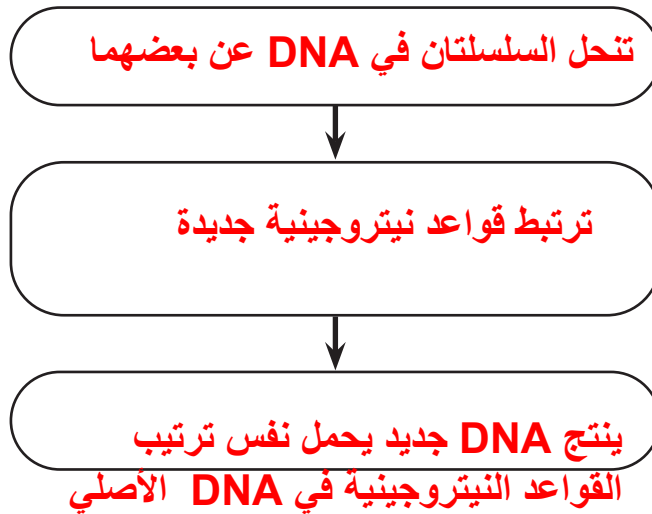 تنحل السلسلتان في DNA عن بعضهما
ترتبط قواعد نيتروجينية جديدة
ينتج DNA جديد يحمل نفس ترتيب
القواعد النيتروجينية في DNA الأصلي